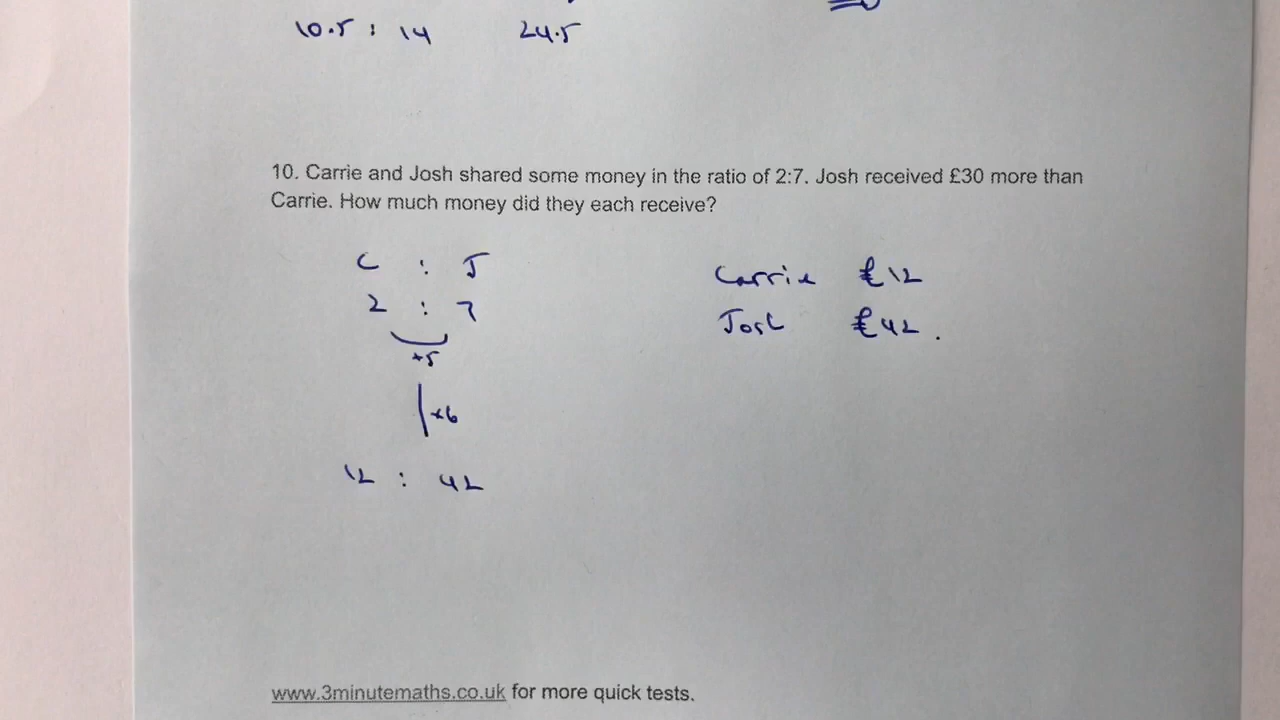 10.5 : 14 24.5
10. Carrie and Josh shared some money in the ratio of 2:7. Josh received £30 more than
Carrie. How much money did they each receive?
C : J
2 : 7
+5
×6
12 : 42
Carrie £12
Josh £42.
www.3minutemaths.co.uk for more quick tests.